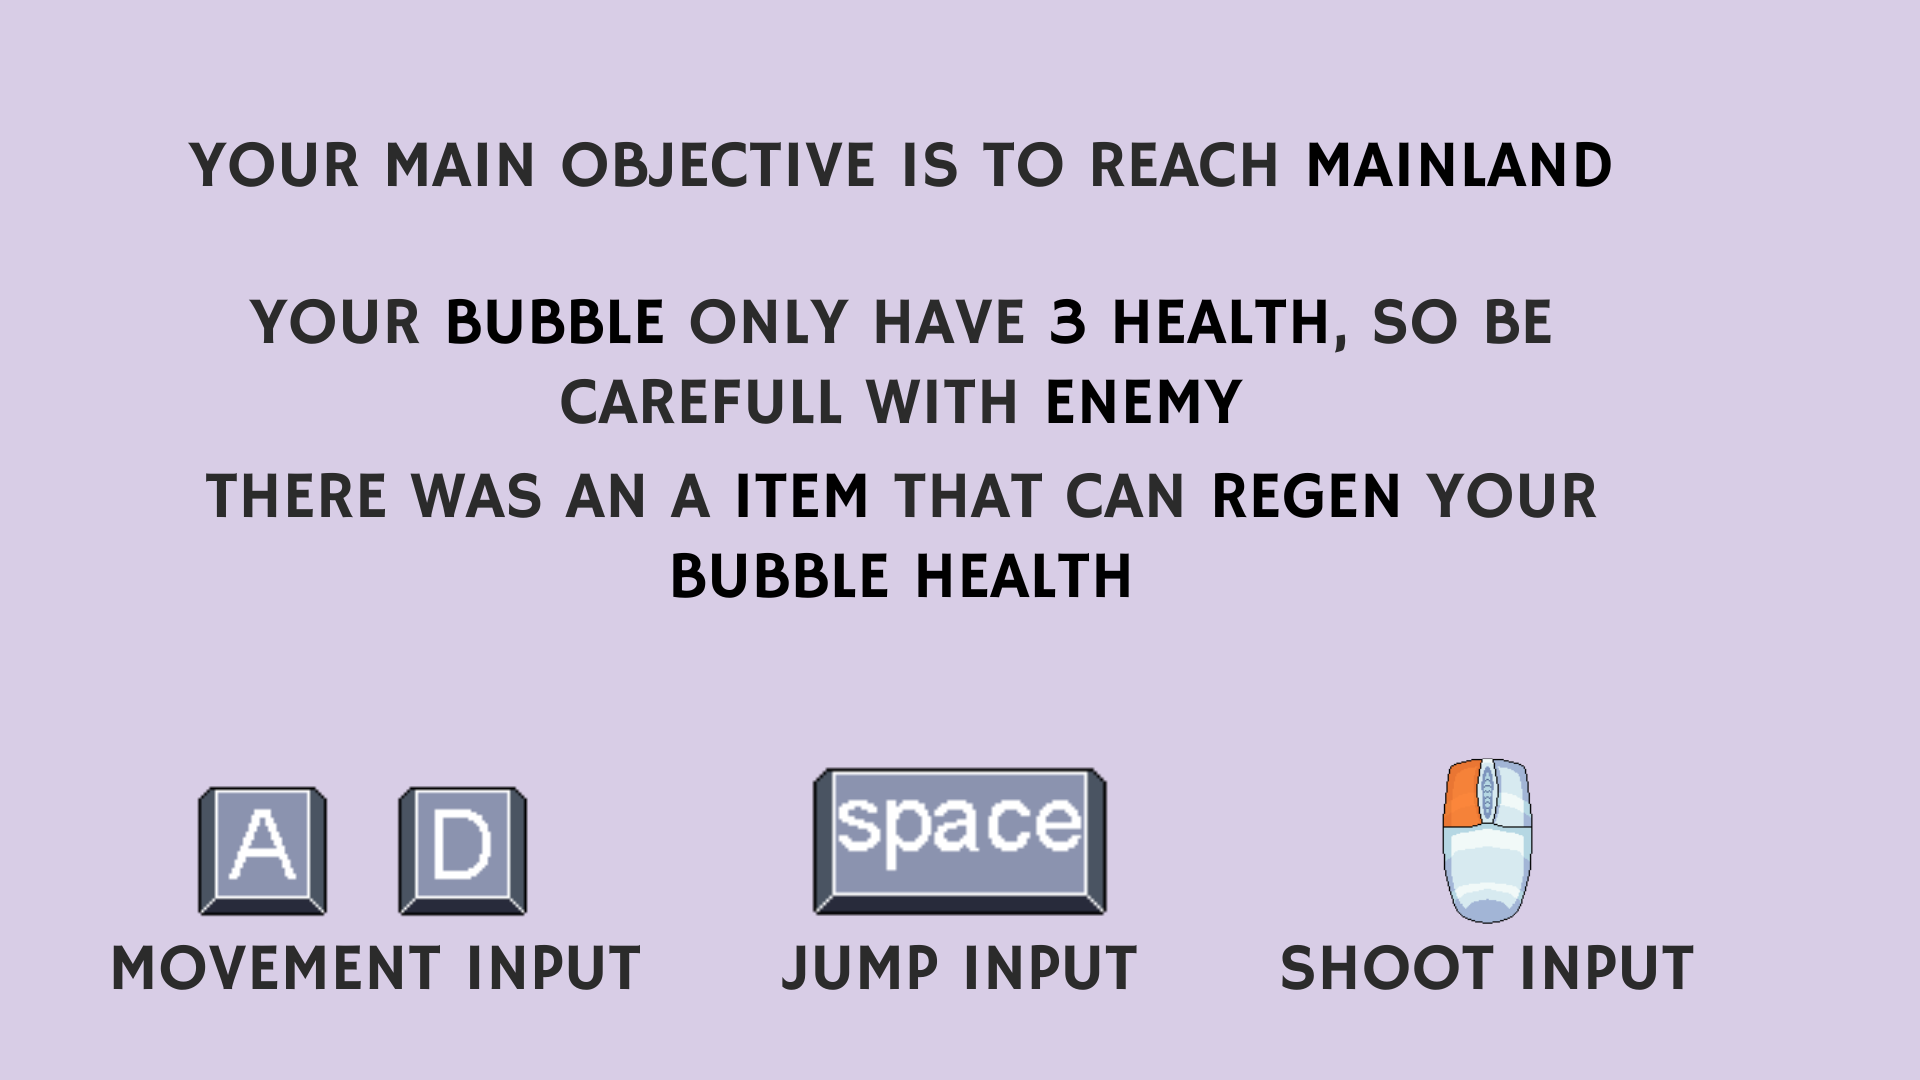 YOUR MAIN OBJECTIVE IS TO REACH MAINLAND
YOUR BUBBLE ONLY HAVE 3 HEALTH, SO BE
CAREFULL WITH ENEMY
THERE WAS AN A ITEM THAT CAN REGEN YOUR
BUBBLE HEALTH
A D
space
MOVEMENT INPUT
JUMP INPUT
SHOOT INPUT